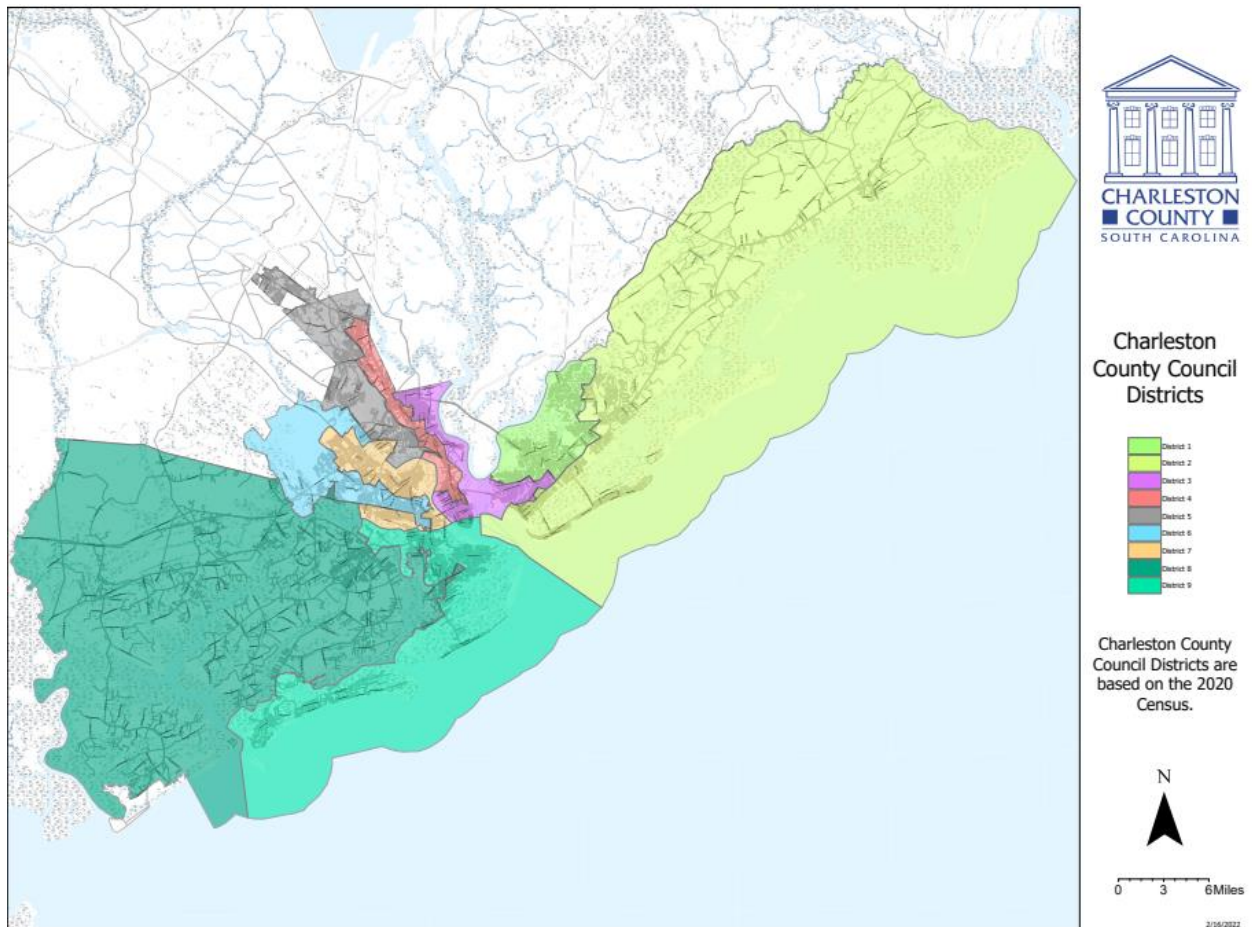 CHARLESTON
COUNTY
SOUTH CAROLINA
Charleston
County Council
Districts
District 1
District 2
District 3
District 4
District 5
District 6
District 7
District 8
District 9
Charleston County
Council Districts are
based on the 2020
Census.
N
0 3 6Miles
2/16/2022